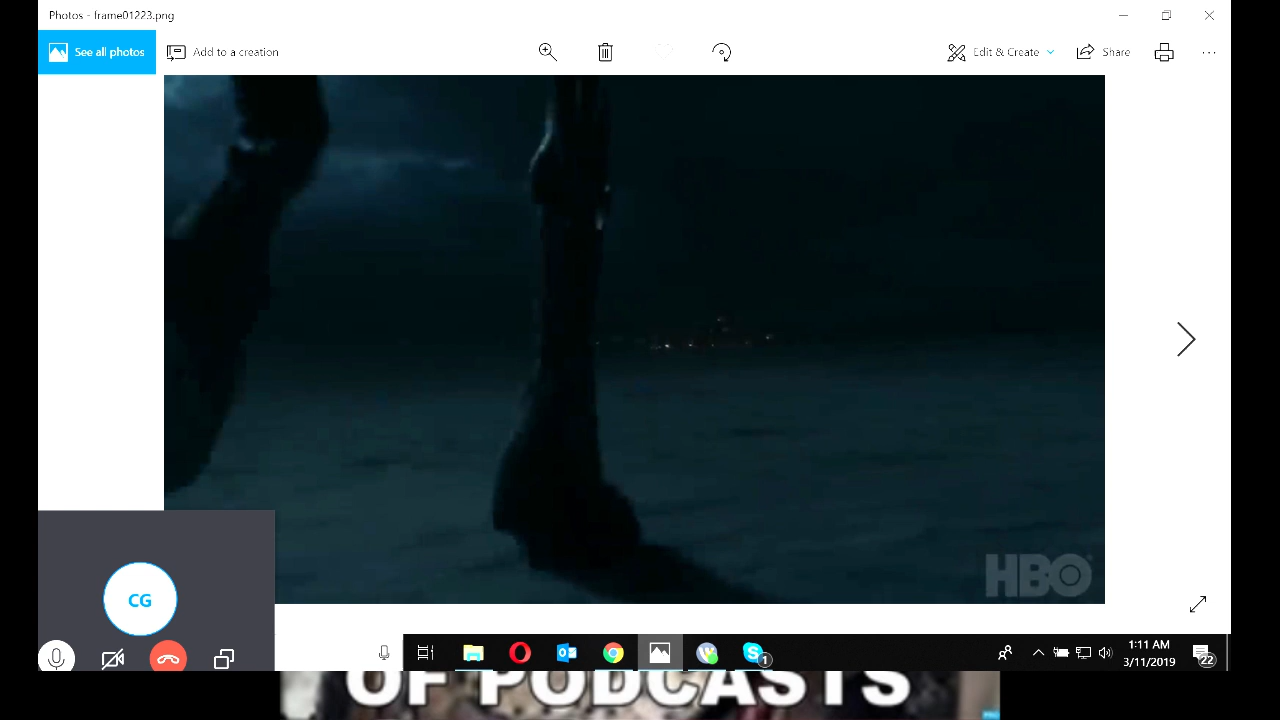 Photos - frame01223.png
See all photos
Add to a creation
Edit & Create
Share
HBO
CG
1
1:11 AM
3/11/2019
22
OF PODCASTS